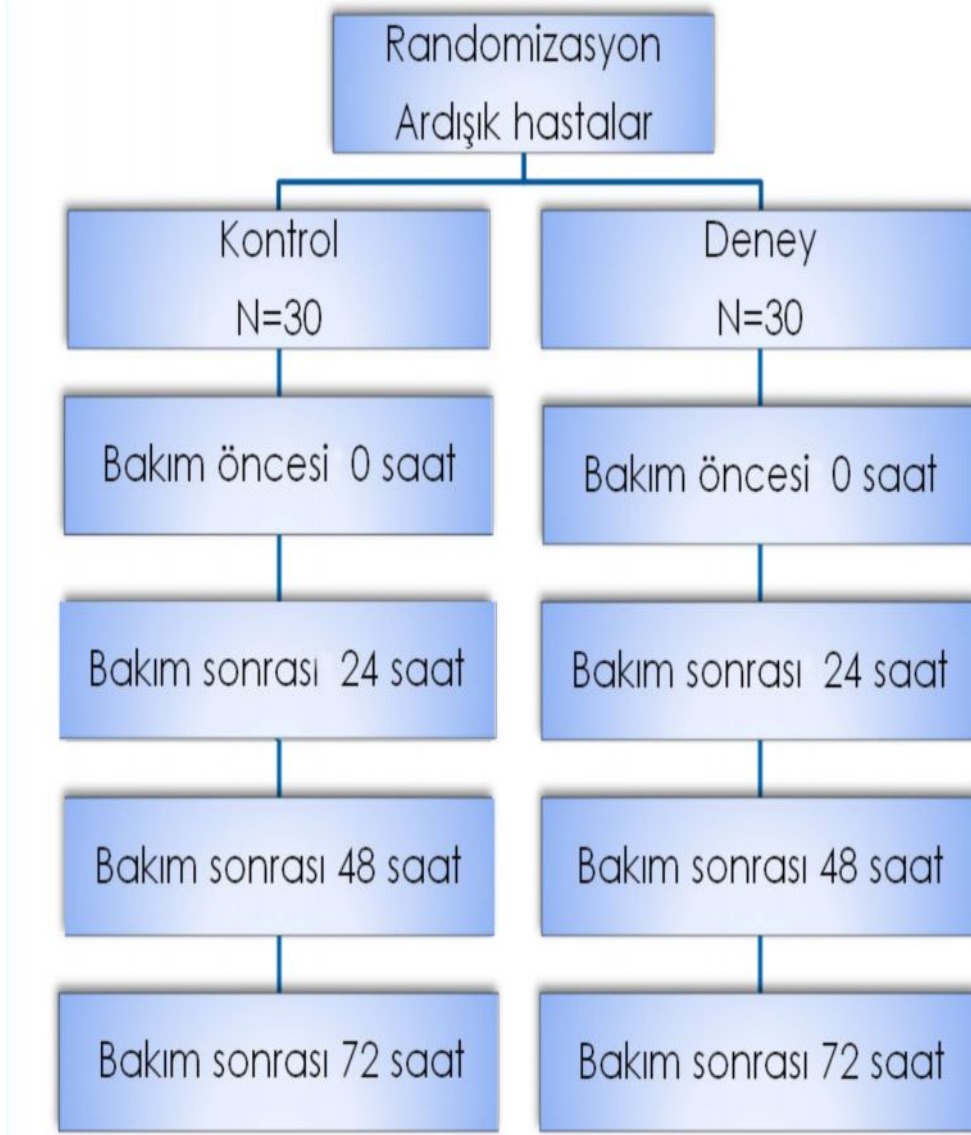 Randomizasyon
Ardışık hastalar
Kontrol
N=30
Deney
N=30
Bakım öncesi 0 saat
Bakım öncesi 0 saat
Bakım sonrası 24 saat
Bakım sonrası 24 saat
Bakım sonrası 48 saat
Bakım sonrası 48 saat
Bakım sonrası 72 saat
Bakım sonrası 72 saat